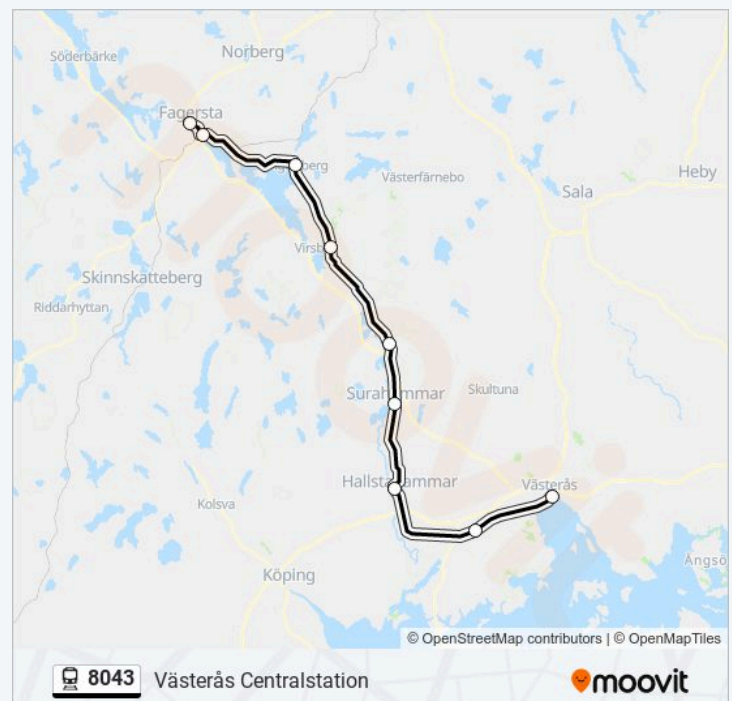 Söderbärke
Norberg
Fagersta
Heby
Västerfärnebo
Sala
Skinnskatteberg
Riddarhyttan
Surahammar
Skultuna
Västerås
Kolsva
Ängsö
Köping
© OpenStreetMap contributors | © OpenMapTiles
8043 Västerås Centralstation
moovit